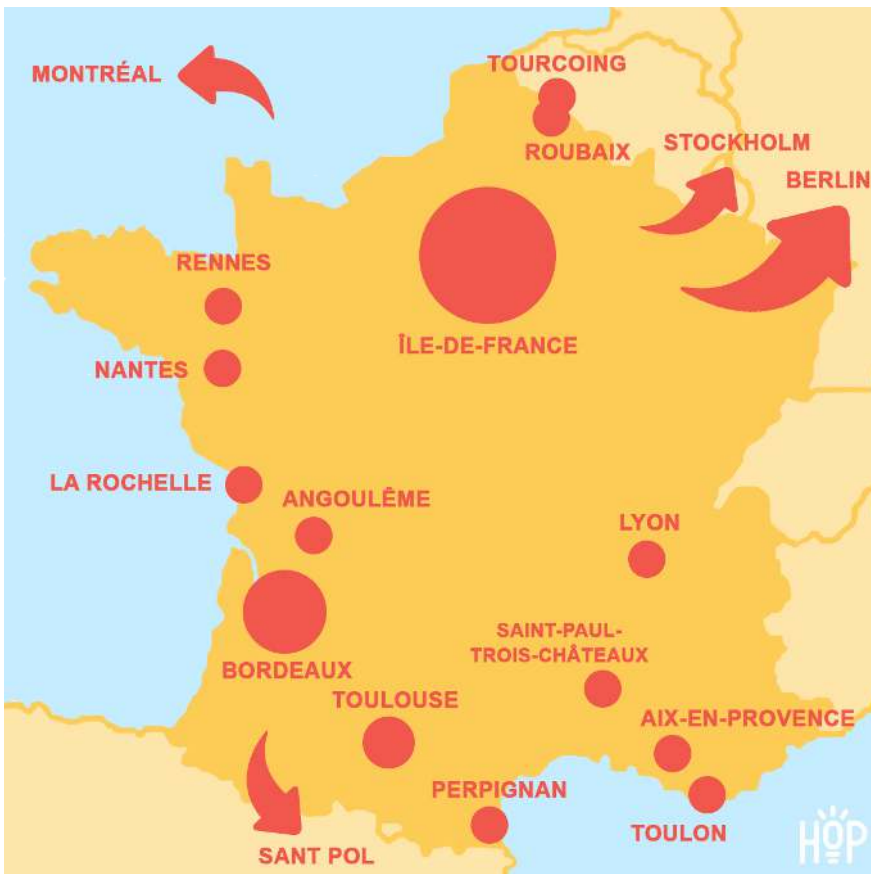 TOURCOING
MONTRÉAL
STOCKHOLM
ROUBAIX
BERLIN
RENNES
ÎLE-DE-FRANCE
NANTES
LA ROCHELLE
ANGOULÊME
LYON
SAINT-PAUL-
TROIS-CHÂTEAUX
BORDEAUX
TOULOUSE
AIX-EN-PROVENCE
PERPIGNAN
TOULON
SANT POL
HOP